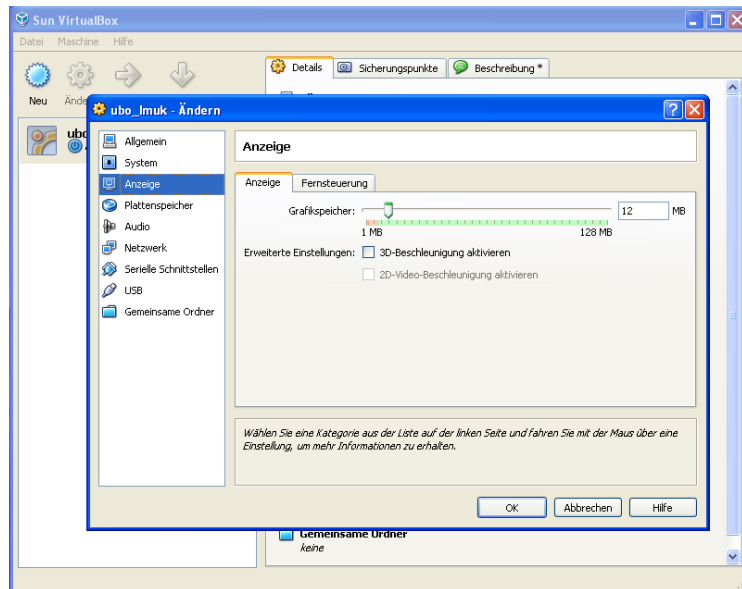 Sun VirtualBox
Datei Maschine Hilfe
Neu
Details Sicherungspunkte Beschreibung *
ubo_lmuk - Ändern
Allgemein
System
Anzeige
Plattenspeicher
Audio
Netzwerk
Serielle Schnittstellen
USB
Gemeinsame Ordner
Anzeige
Anzeige Fernsteuerung
Grafikspeicher: 12 MB
1 MB 128 MB
Erweiterte Einstellungen: 3D-Beschleunigung aktivieren
2D-Video-Beschleunigung aktivieren
Wählen Sie eine Kategorie aus der Liste auf der linken Seite und fahren Sie mit der Maus über eine
Einstellung, um mehr Informationen zu erhalten.
OK Abbrechen Hilfe
Gemeinsame Ordner
keine